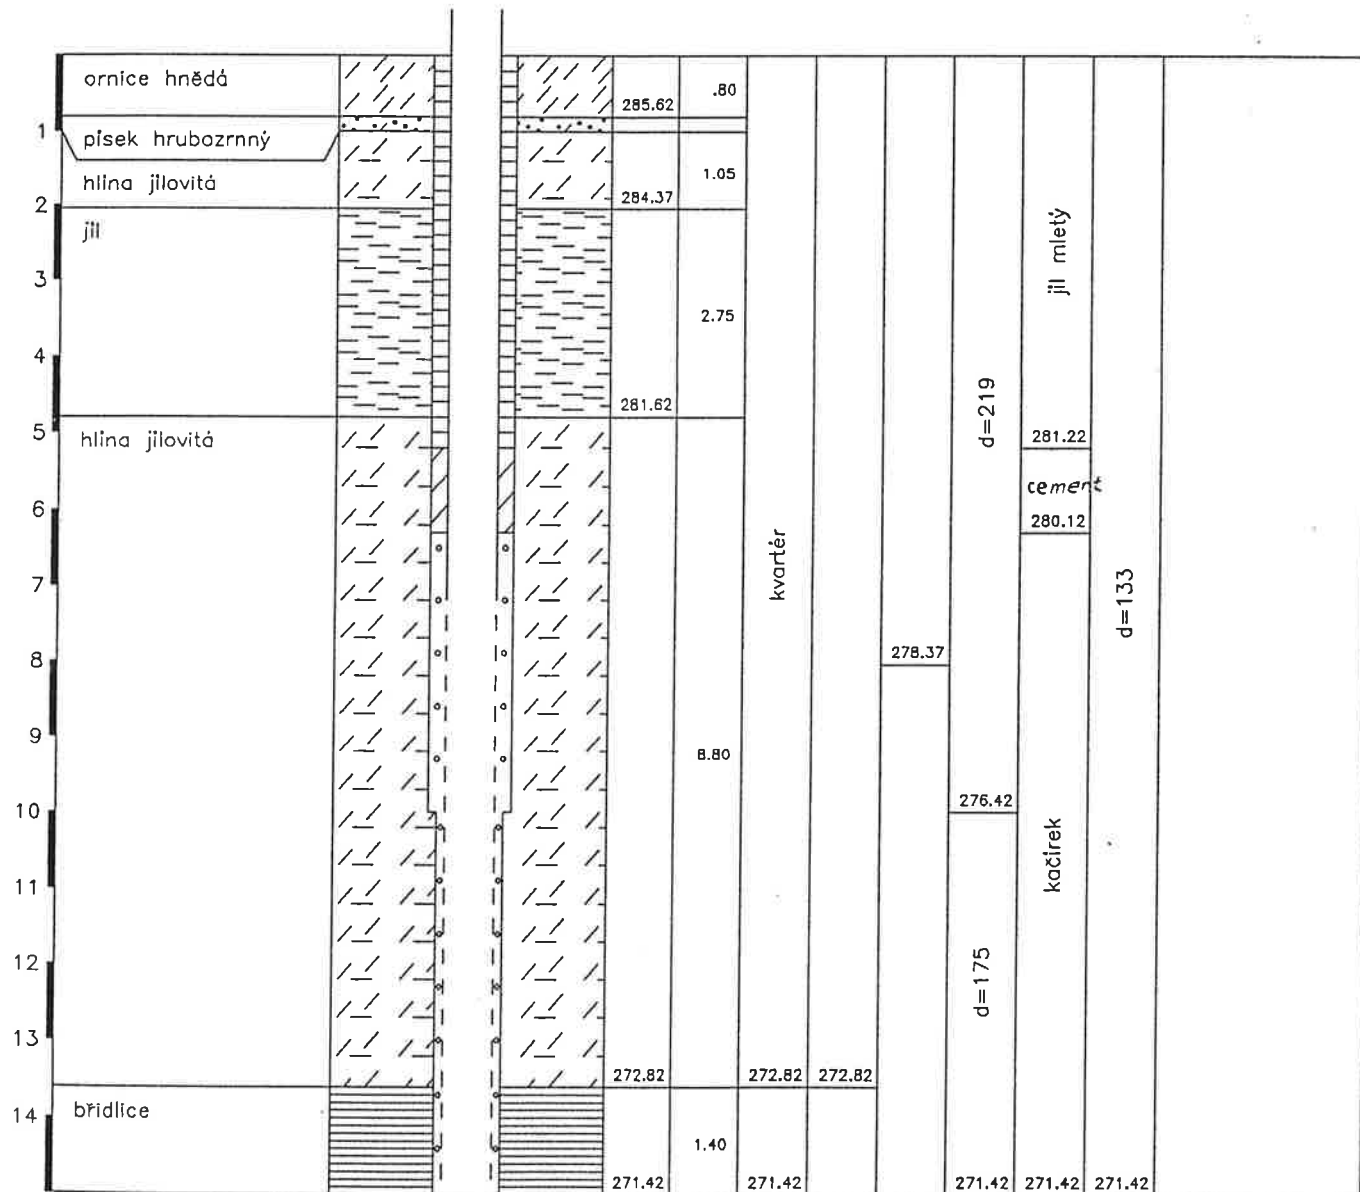 ornice hnědá
.80
285.62
1
písek hrubozrnný
1.05
hlína jílovitá
284.37
2
jíl
jíl mletý
3
2.75
4
281.62
d=219
5
hlína jílovitá
281.22
cement
6
280.12
kvartér
7
d=133
8
278.37
9
8.80
10
276.42
kačírek
11
12
d=175
13
272.82
272.82
272.82
14
břidlice
1.40
271.42
271.42
271.42
271.42
271.42